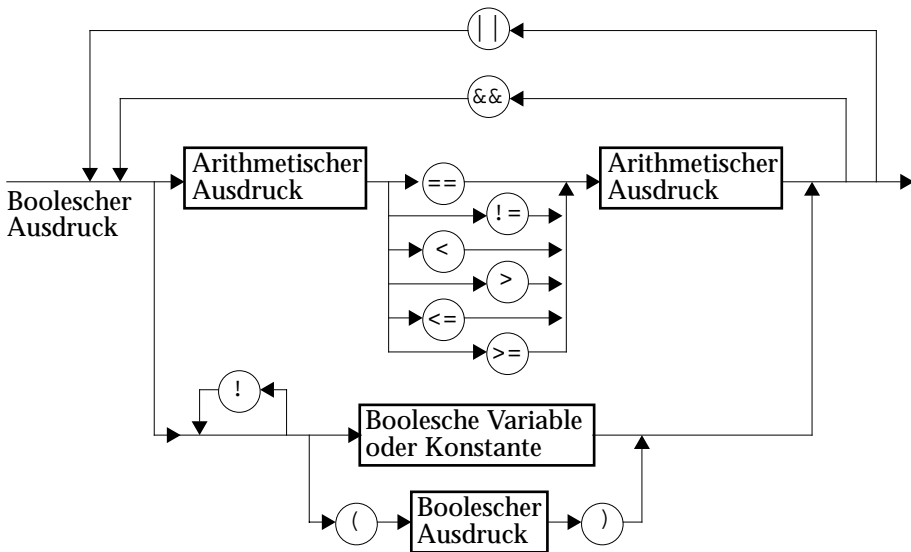 ||
&&
Boolescher
Ausdruck
Arithmetischer
Ausdruck
==
!=
<
>
<=
>=
Arithmetischer
Ausdruck
!
Boolesche Variable
oder Konstante
(
Boolescher
Ausdruck
)